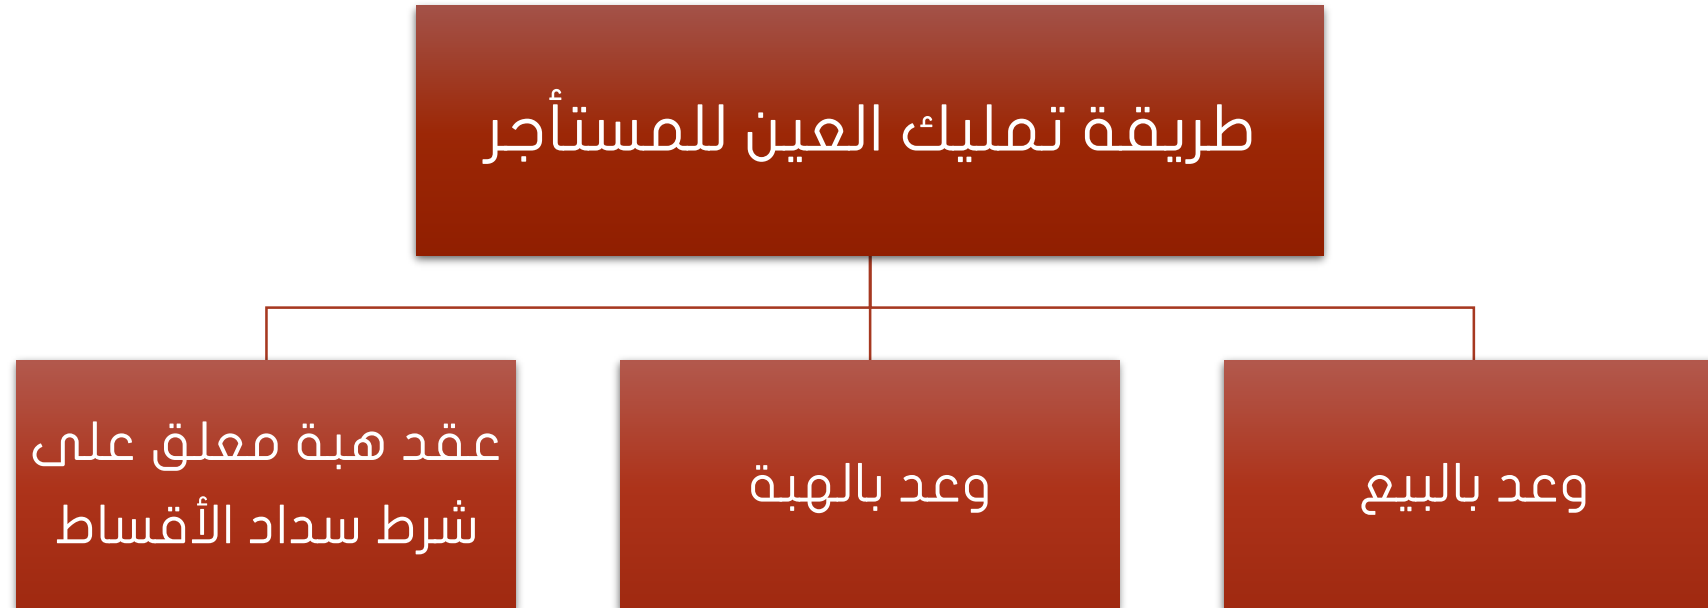 طريقة تمليك العين للمستأجر
وعد بالبيع
وعد بالهبة
عقد هبة معلق على
شرط سداد الأقساط